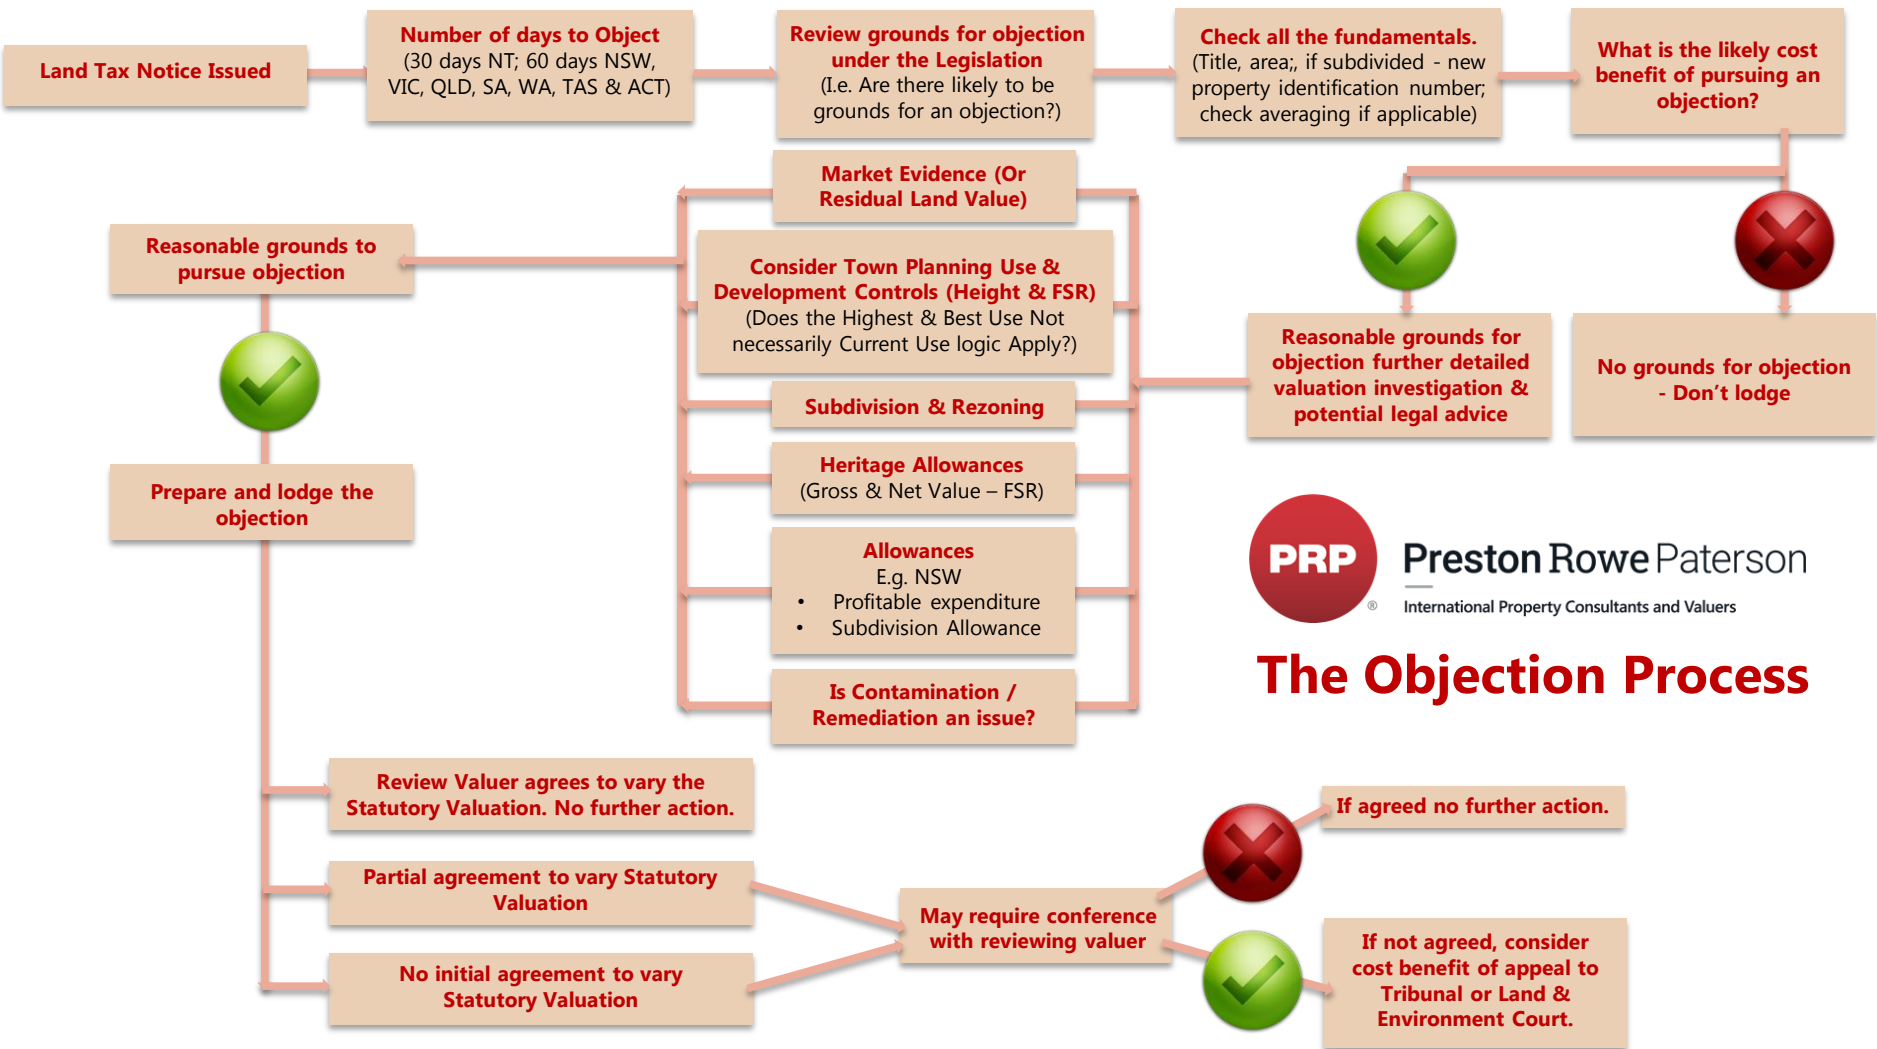 Land Tax Notice Issued
Number of days to Object
(30 days NT; 60 days NSW,
VIC, QLD, SA, WA, TAS & ACT)
Review grounds for objection
under the Legislation
(I.e. Are there likely to be
grounds for an objection?)
Check all the fundamentals.
(Title, area;, if subdivided - new
property identification number;
check averaging if applicable)
What is the likely cost
benefit of pursuing an
objection?
Market Evidence (Or
Residual Land Value)
Reasonable grounds to
pursue objection
Consider Town Planning Use &
Development Controls (Height & FSR)
(Does the Highest & Best Use Not
necessarily Current Use logic Apply?)
Reasonable grounds for
objection further detailed
valuation investigation &
potential legal advice
No grounds for objection
- Don't lodge
Subdivision & Rezoning
Heritage Allowances
(Gross & Net Value – FSR)
Prepare and lodge the
objection
Allowances
E.g. NSW
• Profitable expenditure
• Subdivision Allowance
PRP
®
Preston Rowe Paterson
International Property Consultants and Valuers
The Objection Process
Is Contamination /
Remediation an issue?
Review Valuer agrees to vary the
Statutory Valuation. No further action.
Partial agreement to vary Statutory
Valuation
No initial agreement to vary
Statutory Valuation
May require conference
with reviewing valuer
If agreed no further action.
If not agreed, consider
cost benefit of appeal to
Tribunal or Land &
Environment Court.